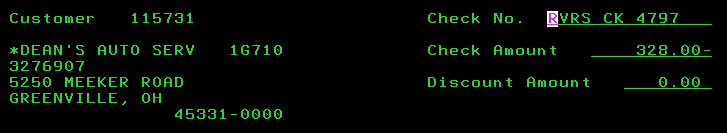 Customer 115731 Check No. RVRS CK 4797
*DEAN'S AUTO SERV 1G710 Check Amount 328.00-
3276907
5250 MEEKER ROAD Discount Amount 0.00
GREENVILLE, OH
45331-0000